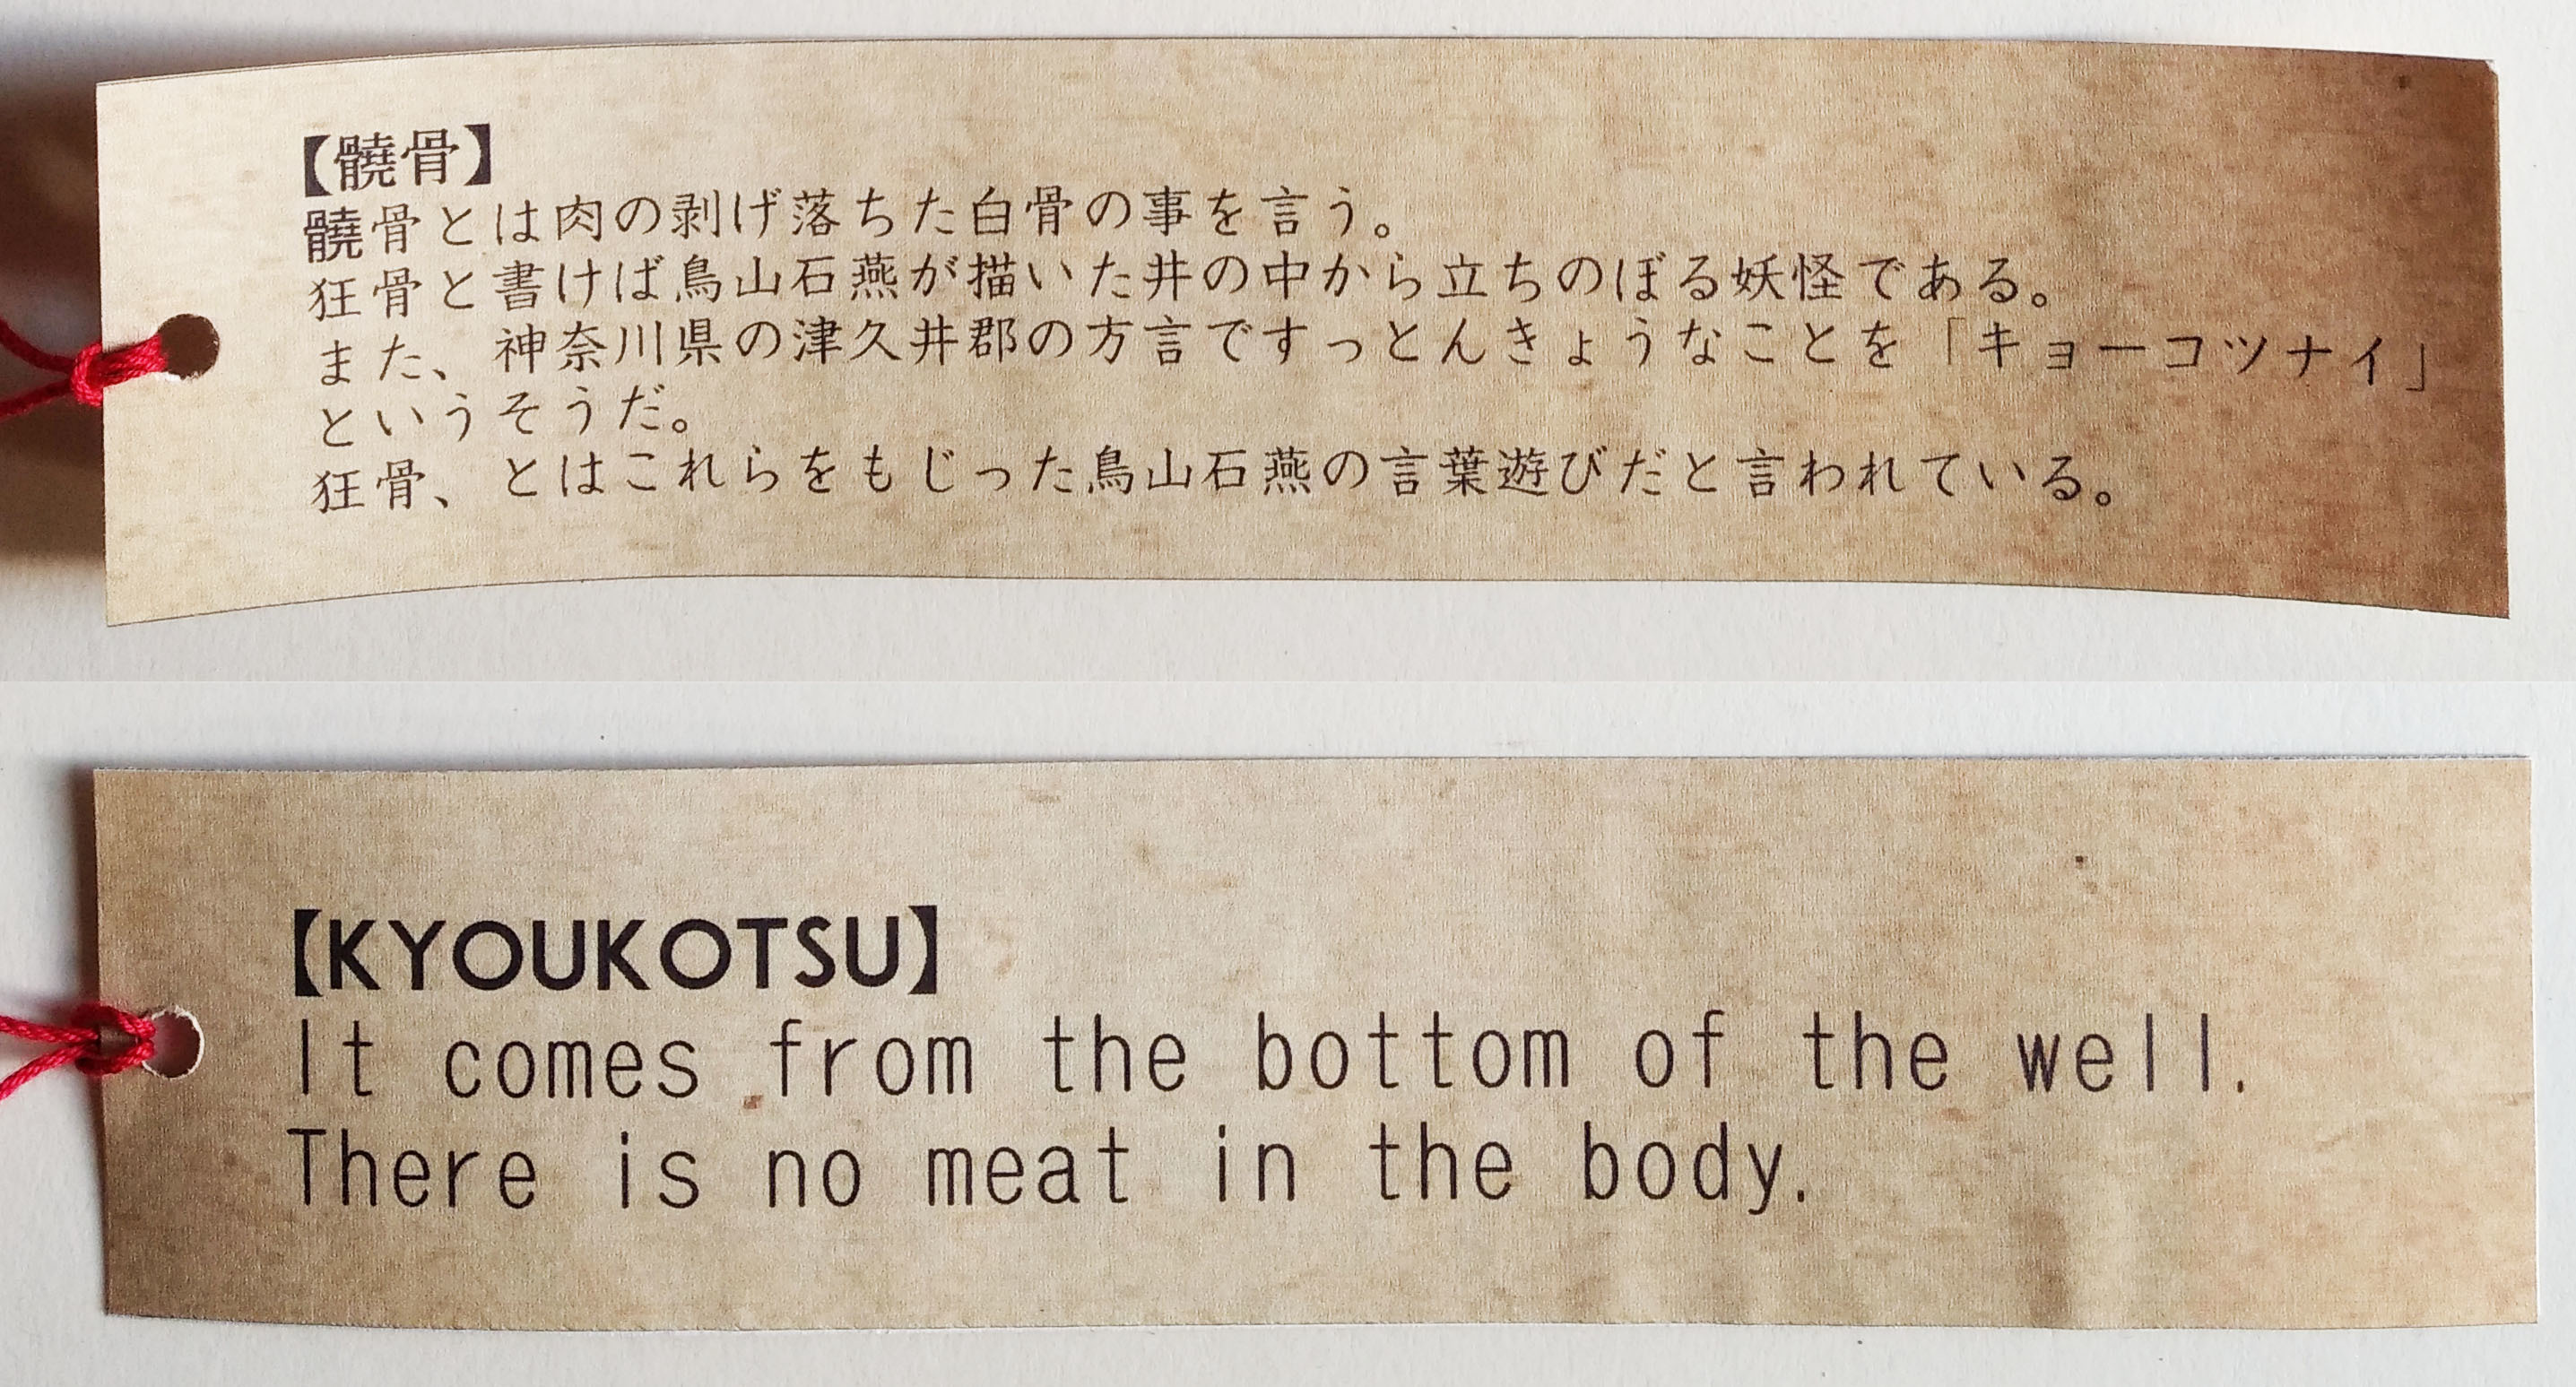 【髐骨】
髐骨とは肉の剥げ落ちた白骨の事を言う。
狂骨と書けば鳥山石燕が描いた井の中から立ちのぼる妖怪である。
また、神奈川県の津久井郡の方言ですっとんきょうなことを「キョーコツナイ」
というそうだ。
狂骨、とはこれらをもじった鳥山石燕の言葉遊びだと言われている。
【KYOUKOTSU】
It comes from the bottom of the well.
There is no meat in the body.